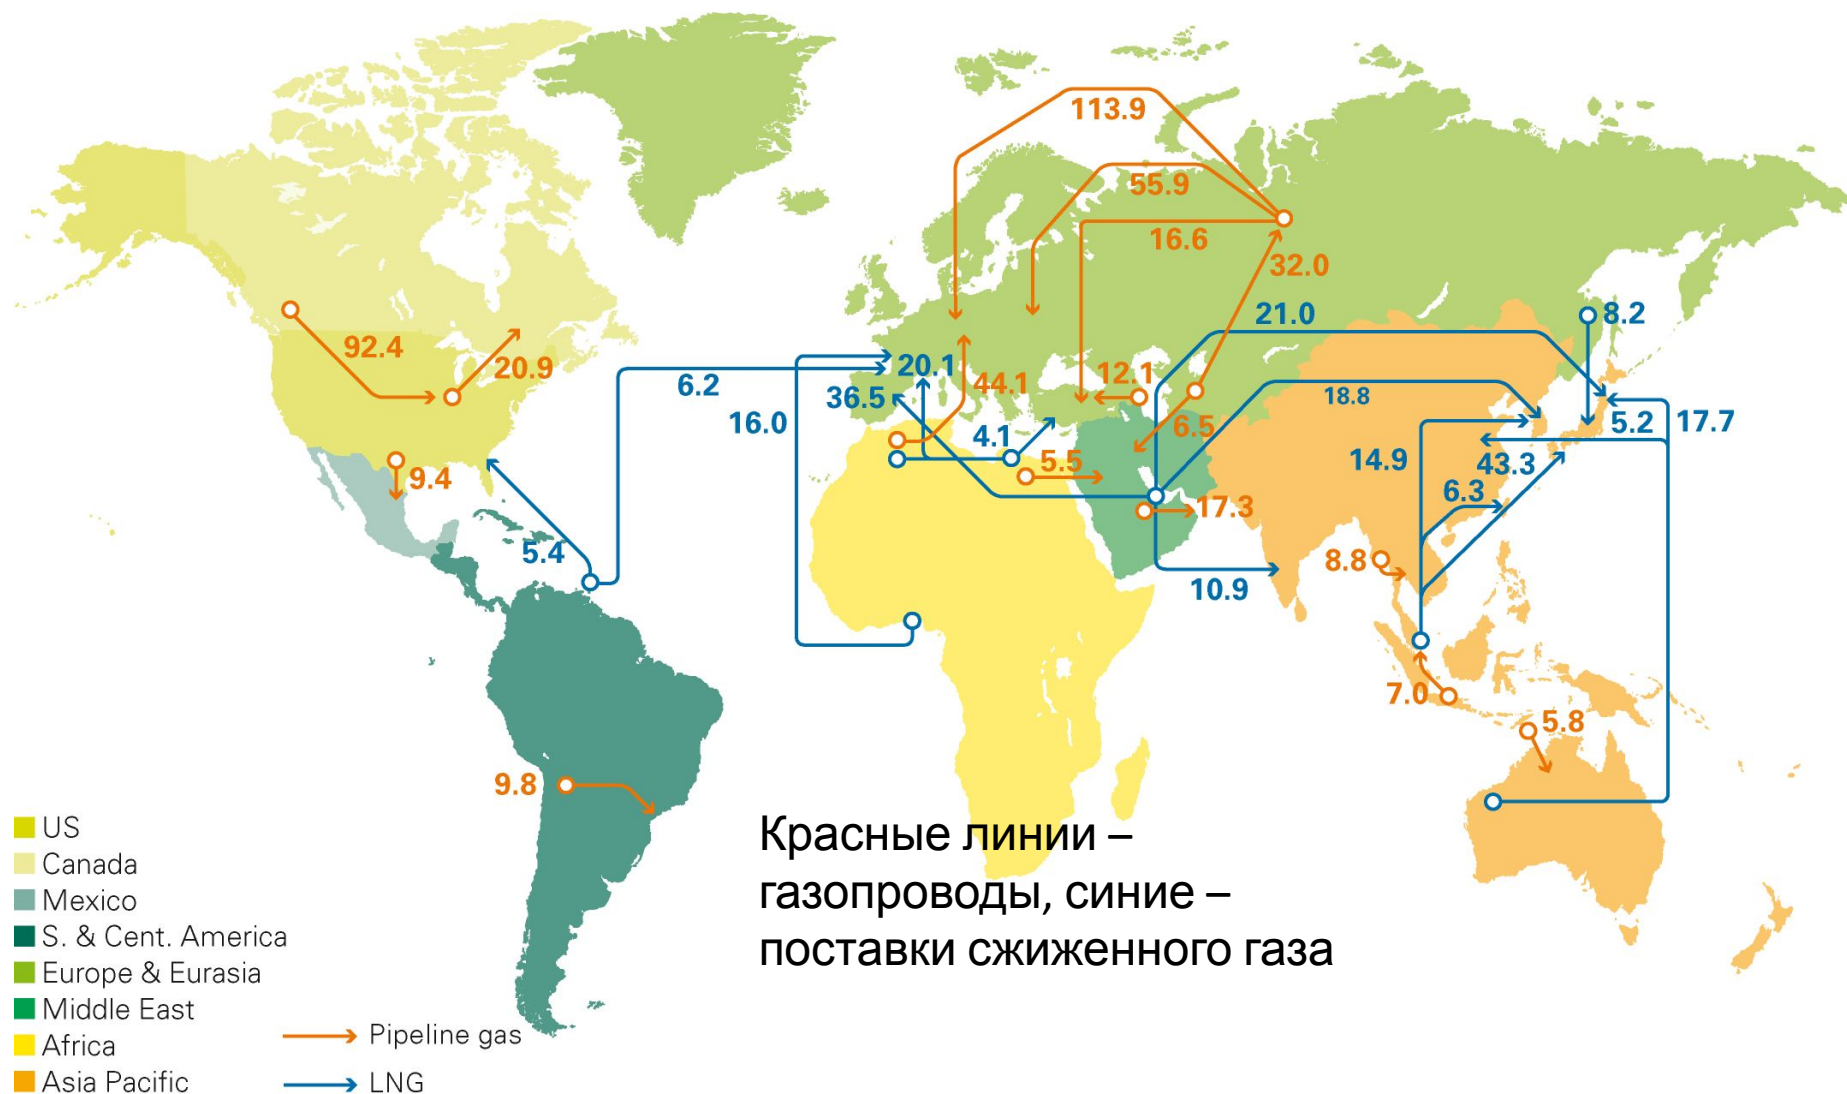 113.9
55.9
16.6
32.0
21.0
8.2
92.4
20.9
6.2
20.1
44.1
12.1
36.5
18.8
16.0
4.1
6.5
5.2
17.7
9.4
5.5
14.9
43.3
6.3
17.3
5.4
8.8
10.9
7.0
5.8
9.8
Красные линии –
газопроводы, синие –
поставки сжиженного газа
US
Canada
Mexico
S. & Cent. America
Europe & Eurasia
Middle East
Africa
Asia Pacific
Pipeline gas
LNG